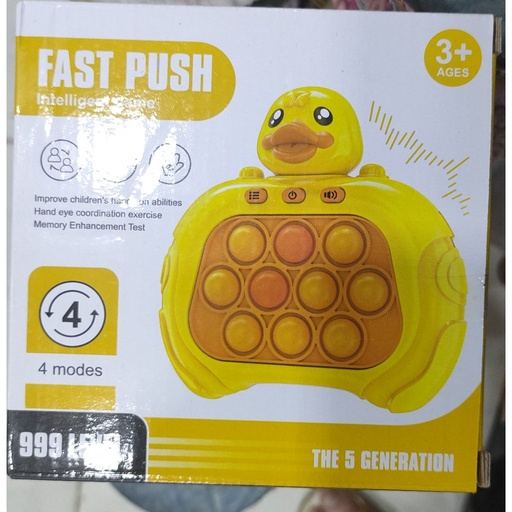 FAST PUSH
3+
AGES
Improve children's abilities
Hand eye coordination exercise
Memory Enhancement Test
4
4 modes
999
THE 5 GENERATION